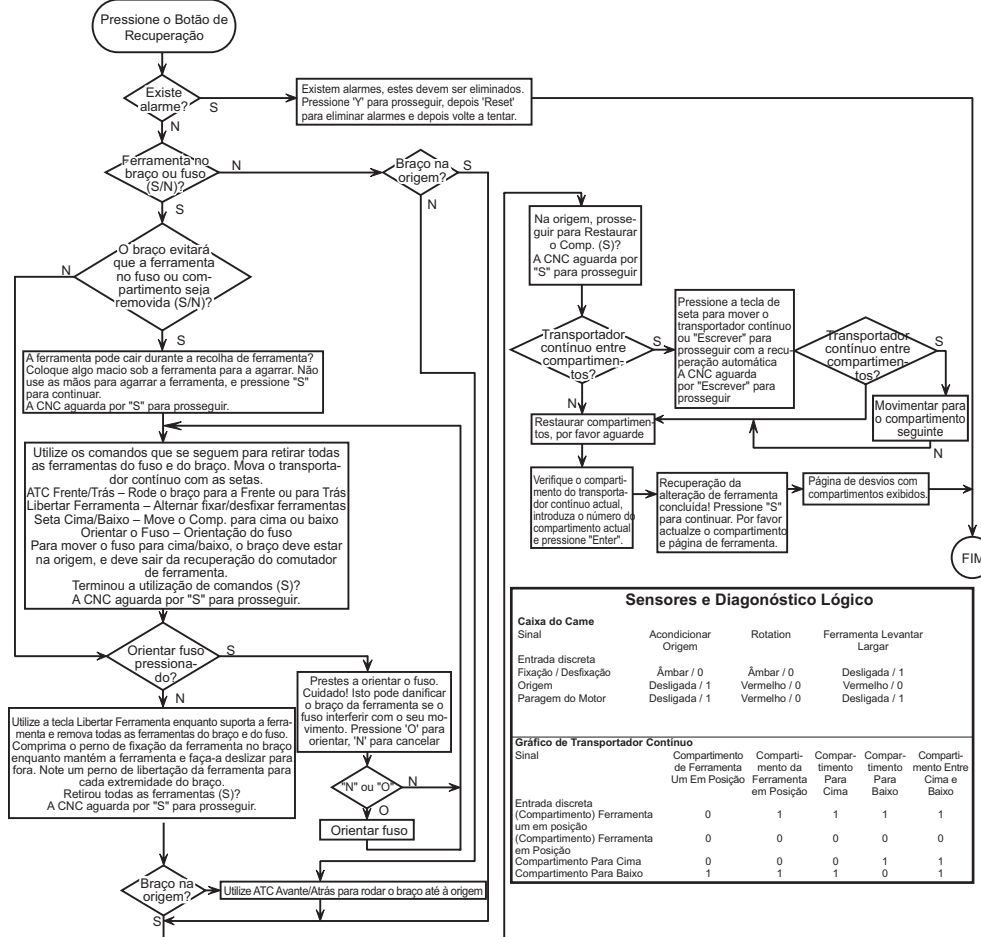 Pressione o Botão de
Recuperação
Existe
alarme?
S
N
Existem alarmes, estes devem ser eliminados.
Pressione 'Y' para prosseguir, depois 'Reset'
para eliminar alarmes e depois volte a tentar.
Ferramenta no
braço ou fuso
(S/N)?
N
S
Braço na
origem?
S
N
O braço evitará
que a ferramenta
no fuso ou com-
partimento seja
removida (S/N)?
N
S
A ferramenta pode cair durante a recolha de ferramenta?
Coloque algo macio sob a ferramenta para a agarrar. Não
use as mãos para agarrar a ferramenta, e pressione "S"
para continuar.
A CNC aguarda por "S" para prosseguir.
Utilize os comandos que se seguem para retirar todas
as ferramentas do fuso e do braço. Mova o transporta-
dor contínuo com as setas.
ATC Frente/Trás – Rode o braço para a Frente ou para Trás
Libertar Ferramenta – Alternar fixar/desfixar ferramentas
Seta Cima/Baixo – Move o Comp. para cima ou baixo
Orientar o Fuso – Orientação do fuso
Para mover o fuso para cima/baixo, o braço deve estar
na origem, e deve sair da recuperação do comutador
de ferramenta.
Terminou a utilização de comandos (S)?
A CNC aguarda por "S" para prosseguir.
Orientar fuso
pressiona-
do?
S
N
Prestes a orientar o fuso.
Cuidado! Isto pode danificar
o braço da ferramenta se o
fuso interferir com o seu mo-
vimento. Pressione 'O' para
orientar, 'N' para cancelar
Utilize a tecla Libertar Ferramenta enquanto suporta a ferra-
menta e remova todas as ferramentas do braço e do fuso.
Comprima o perno de fixação da ferramenta no braço
enquanto mantém a ferramenta e faça-a deslizar para
fora. Note um perno de libertação da ferramenta para
cada extremidade do braço.
Retirou todas as ferramentas (S)?
A CNC aguarda por "S" para prosseguir.
"N" ou "O"
N
O
Orientar fuso
Braço na
origem?
S
Utilize ATC Avante/Atrás para rodar o braço até à origem
Na origem, prosse-
guir para Restaurar
o Comp. (S)?
A CNC aguarda por
"S" para prosseguir
Transportador
contínuo entre
compartimen-
tos?
S
N
Pressione a tecla de
seta para mover o
transportador contínuo
ou "Escrever" para
prosseguir com a recu-
peração automática
A CNC aguarda
por "Escrever" para
prosseguir
Transportador
contínuo entre
compartimen-
tos?
S
Movimentar para
o compartimento
seguinte
N
Restaurar compartimen-
tos, por favor aguarde
Verifique o comparti-
mento do transporta-
dor contínuo actual,
introduza o número do
compartimento actual
e pressione "Enter".
Recuperação da
alteração de ferramenta
concluída! Pressione "S"
para continuar. Por favor
actualze o compartimento
e página de ferramenta.
Página de desvios com
compartimentos exibidos.
FIM
Sensores e Diagonóstico Lógico
Caixa do Came
Sinal Acondicionar Origem Rotation Ferramenta Levantar Largar
Entrada discreta
Fixação / Desfixação Âmbar / 0 Âmbar / 0 Desligada / 1
Origem Desligada / 1 Vermelho / 0 Vermelho / 0
Paragem do Motor Desligada / 1 Vermelho / 0 Desligada / 1
Gráfico de Transportador Contínuo
Sinal Compartimento de Ferramenta Um Em Posição Comparti- mento da Ferramenta em Posição Compar- timento Para Cima Compar- timento Para Baixo Comparti- mento Entre Cima e Baixo
Entrada discreta
(Compartimento) Ferramenta 0 1 1 1 1
um em posição
(Compartimento) Ferramenta 0 0 0 0 0
em Posição
Compartimento Para Cima 0 0 0 1 1
Compartimento Para Baixo 1 1 1 0 1